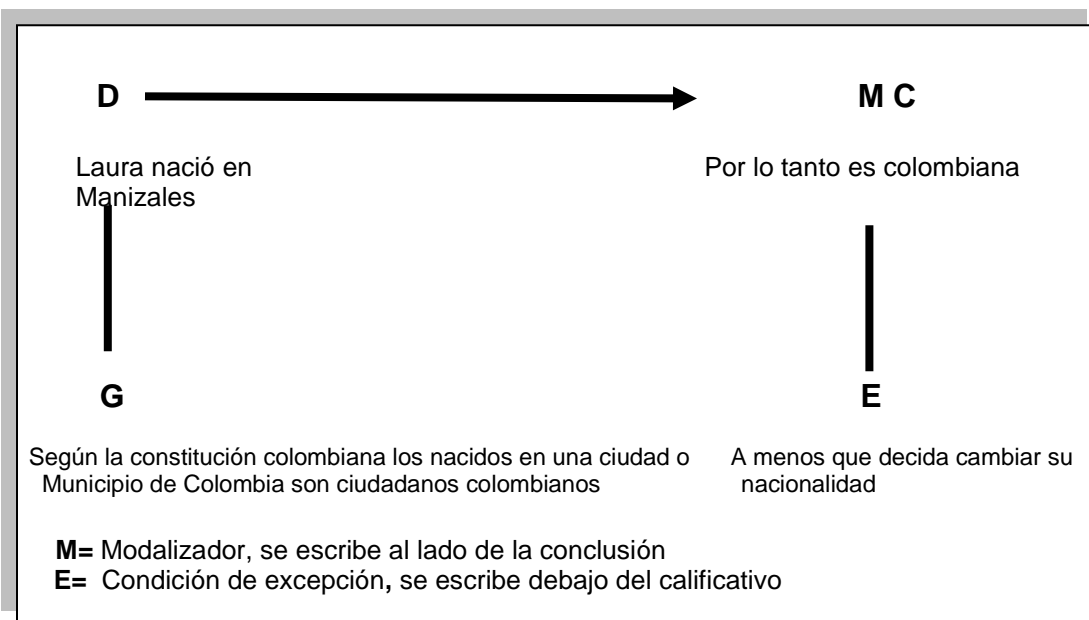 D M C
Laura nació en Por lo tanto es colombiana
Manizales
G E
Según la constitución colombiana los nacidos en una ciudad o A menos que decida cambiar su
Municipio de Colombia son ciudadanos colombianos nacionalidad
M= Modalizador, se escribe al lado de la conclusión
E= Condición de excepción, se escribe debajo del calificativo